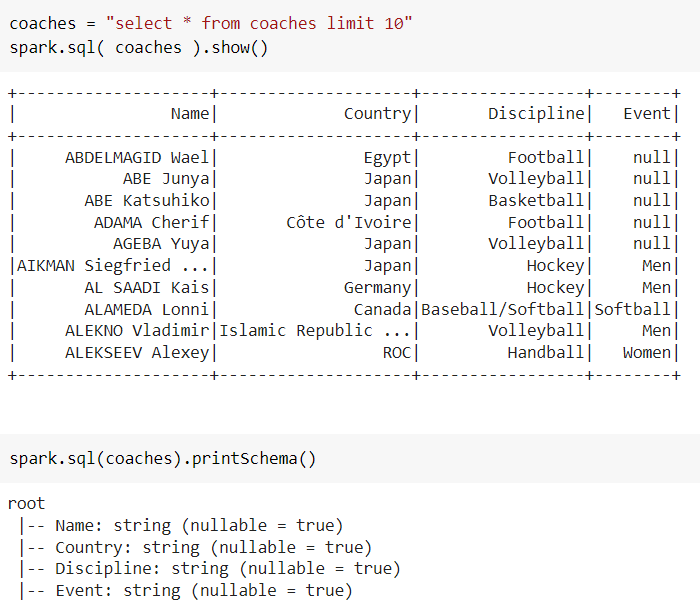 coaches = "select * from coaches limit 10"
spark.sql( coaches ).show()
+--------------------+--------------------+-----------------+--------+
|                Name|             Country|       Discipline|   Event|
+--------------------+--------------------+-----------------+--------+
|     ABDELMAGID Wael|               Egypt|         Football|    null|
|           ABE Junya|               Japan|       Volleyball|    null|
|       ABE Katsuhiko|               Japan|       Basketball|    null|
|        ADAMA Cherif|       Côte d'Ivoire|         Football|    null|
|          AGEBA Yuya|               Japan|       Volleyball|    null|
|AIKMAN Siegfried ...|               Japan|           Hockey|     Men|
|       AL SAADI Kais|             Germany|           Hockey|     Men|
|       ALAMEDA Lonni|              Canada|Baseball/Softball|Softball|
|     ALEKNO Vladimir|Islamic Republic ...|       Volleyball|     Men|
|     ALEKSEEV Alexey|                 ROC|         Handball|   Women|
+--------------------+--------------------+-----------------+--------+
spark.sql(coaches).printSchema()
root
 |-- Name: string (nullable = true)
 |-- Country: string (nullable = true)
 |-- Discipline: string (nullable = true)
 |-- Event: string (nullable = true)